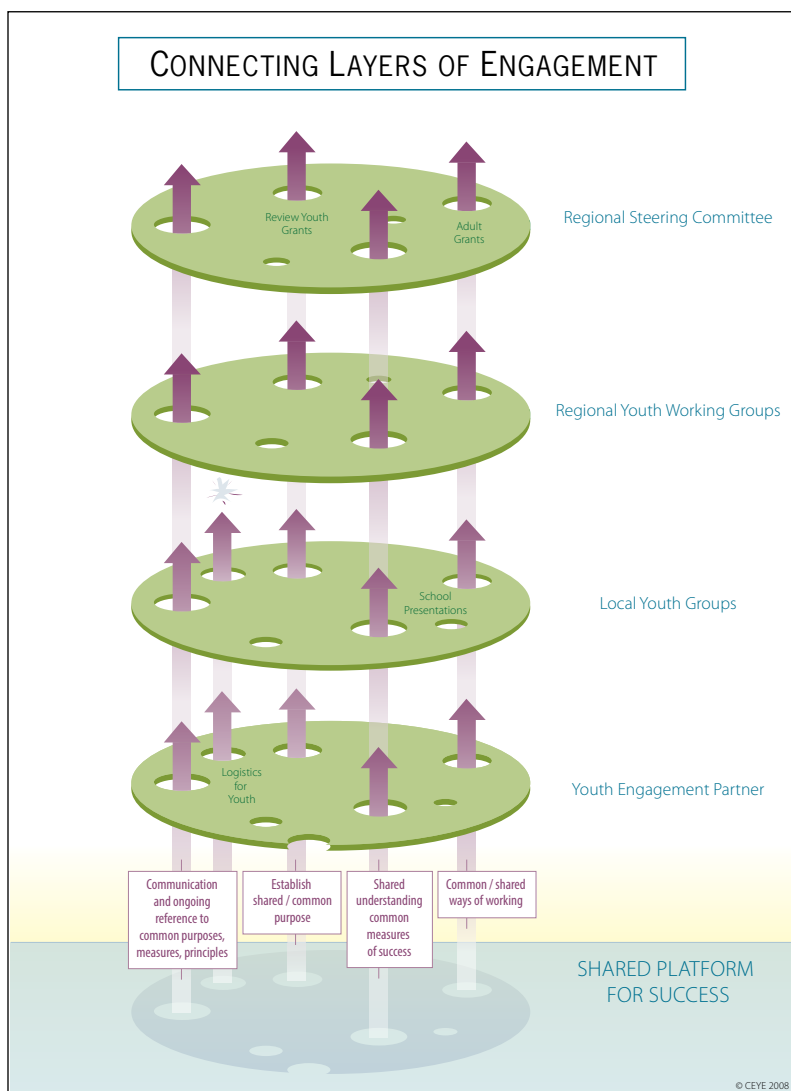 CONNECTING LAYERS OF ENGAGEMENT
Review Youth
Grants
Adult
Grants
Regional Steering Committee
Regional Youth Working Groups
School
Presentations
Local Youth Groups
Logistics
for
Youth
Youth Engagement Partner
Communication
and ongoing
reference to
common purposes,
measures, principles
Establish
shared / common
purpose
Shared
understanding
common
measures
of success
Common / shared
ways of working
SHARED PLATFORM
FOR SUCCESS
© CEYE 2008